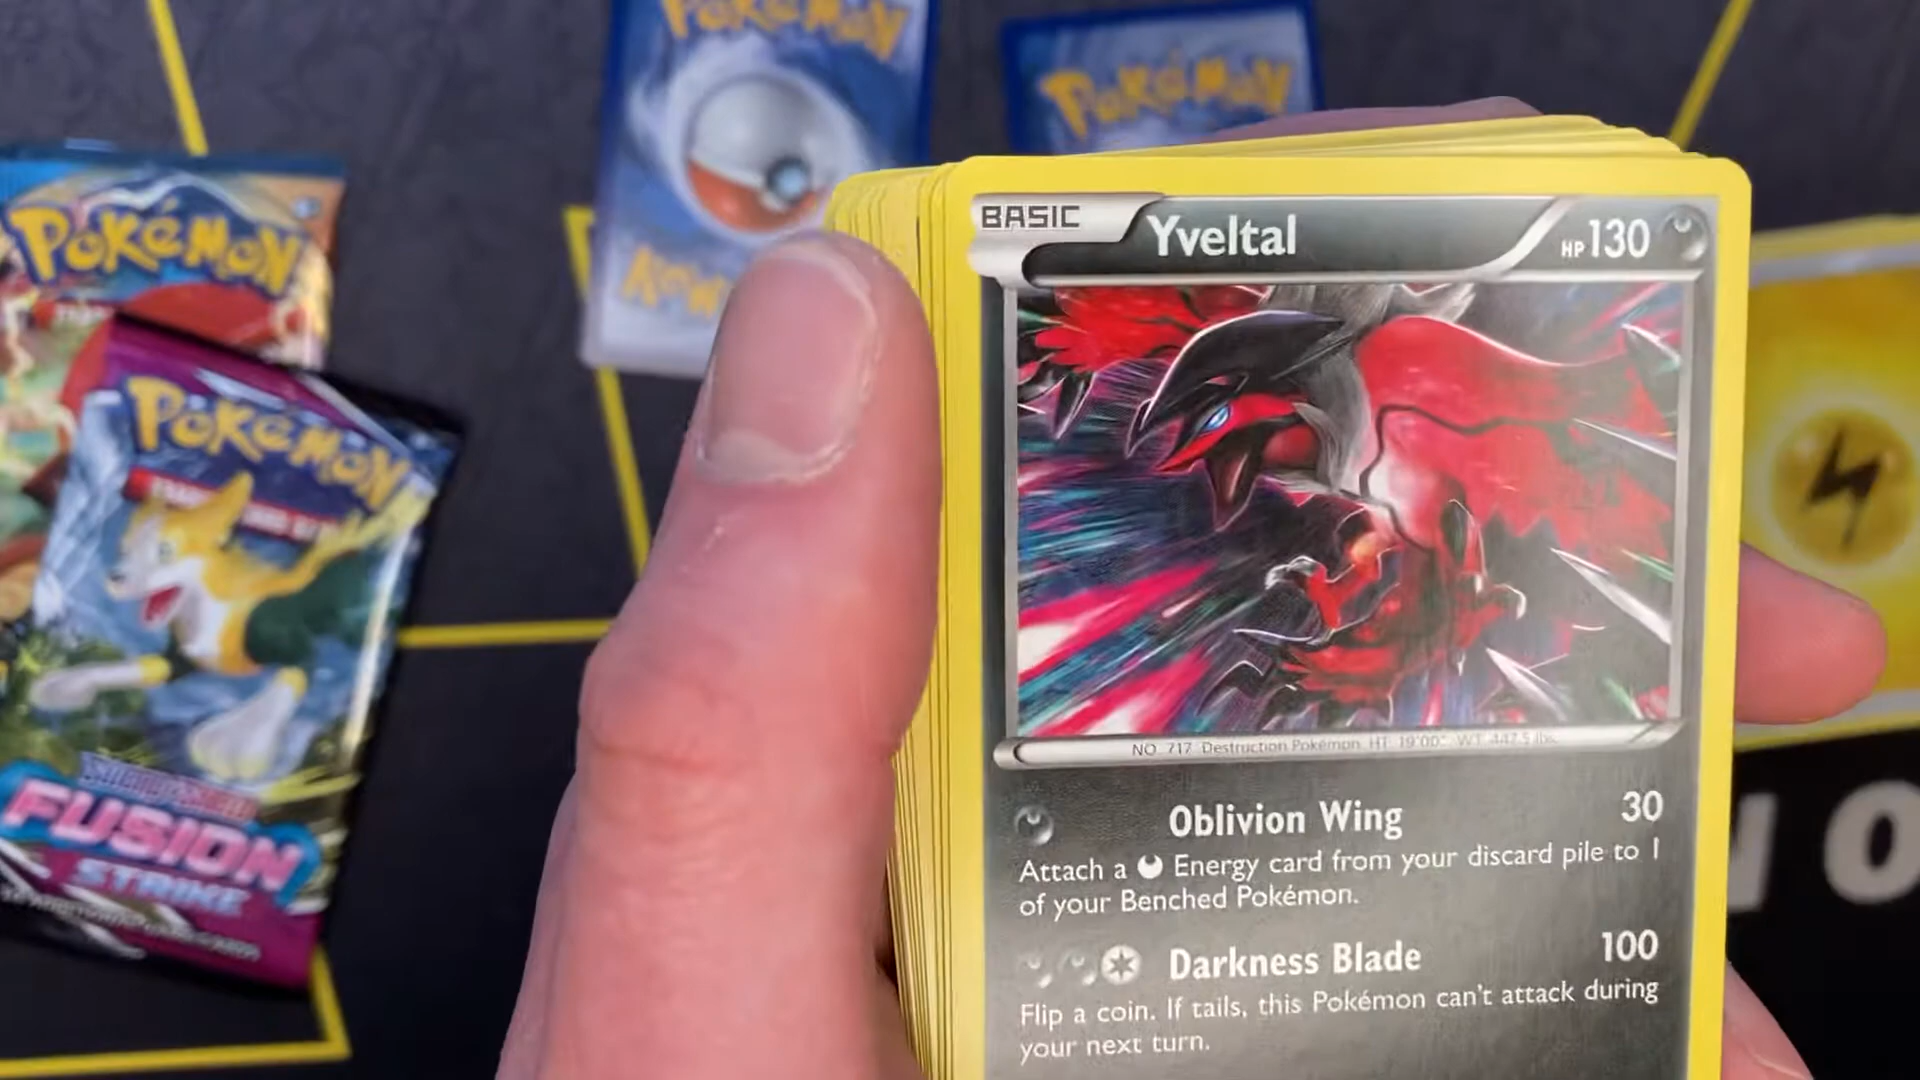 POKéMON
POKéMON
POKéMON
POKéMON
FUSION
STRIKE
BASIC
Yveltal
HP 130
NO. 717 Destruction Pokémon HT: 19'00" WT: 447.5 lbs.
Oblivion Wing 30
Attach a Energy card from your discard pile to 1
of your Benched Pokémon.
Darkness Blade 100
Flip a coin. If tails, this Pokémon can't attack during
your next turn.